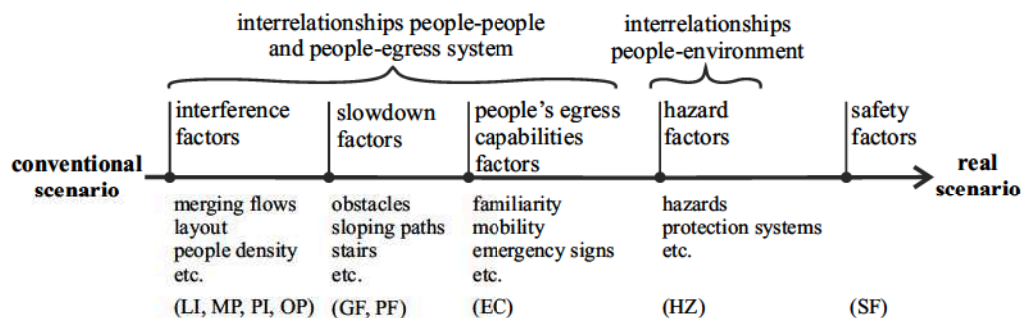 interrelationships people-people
and people-egress system
interrelationships
people-environment
interference
factors
slowdown
factors
people's egress
capabilities
factors
hazard
factors
safety
factors
conventional
scenario
real
scenario
merging flows
layout
people density
etc.
obstacles
sloping paths
stairs
etc.
familiarity
mobility
emergency signs
etc.
hazards
protection systems
etc.
(LI, MP, PI, OP)
(GF, PF)
(EC)
(HZ)
(SF)